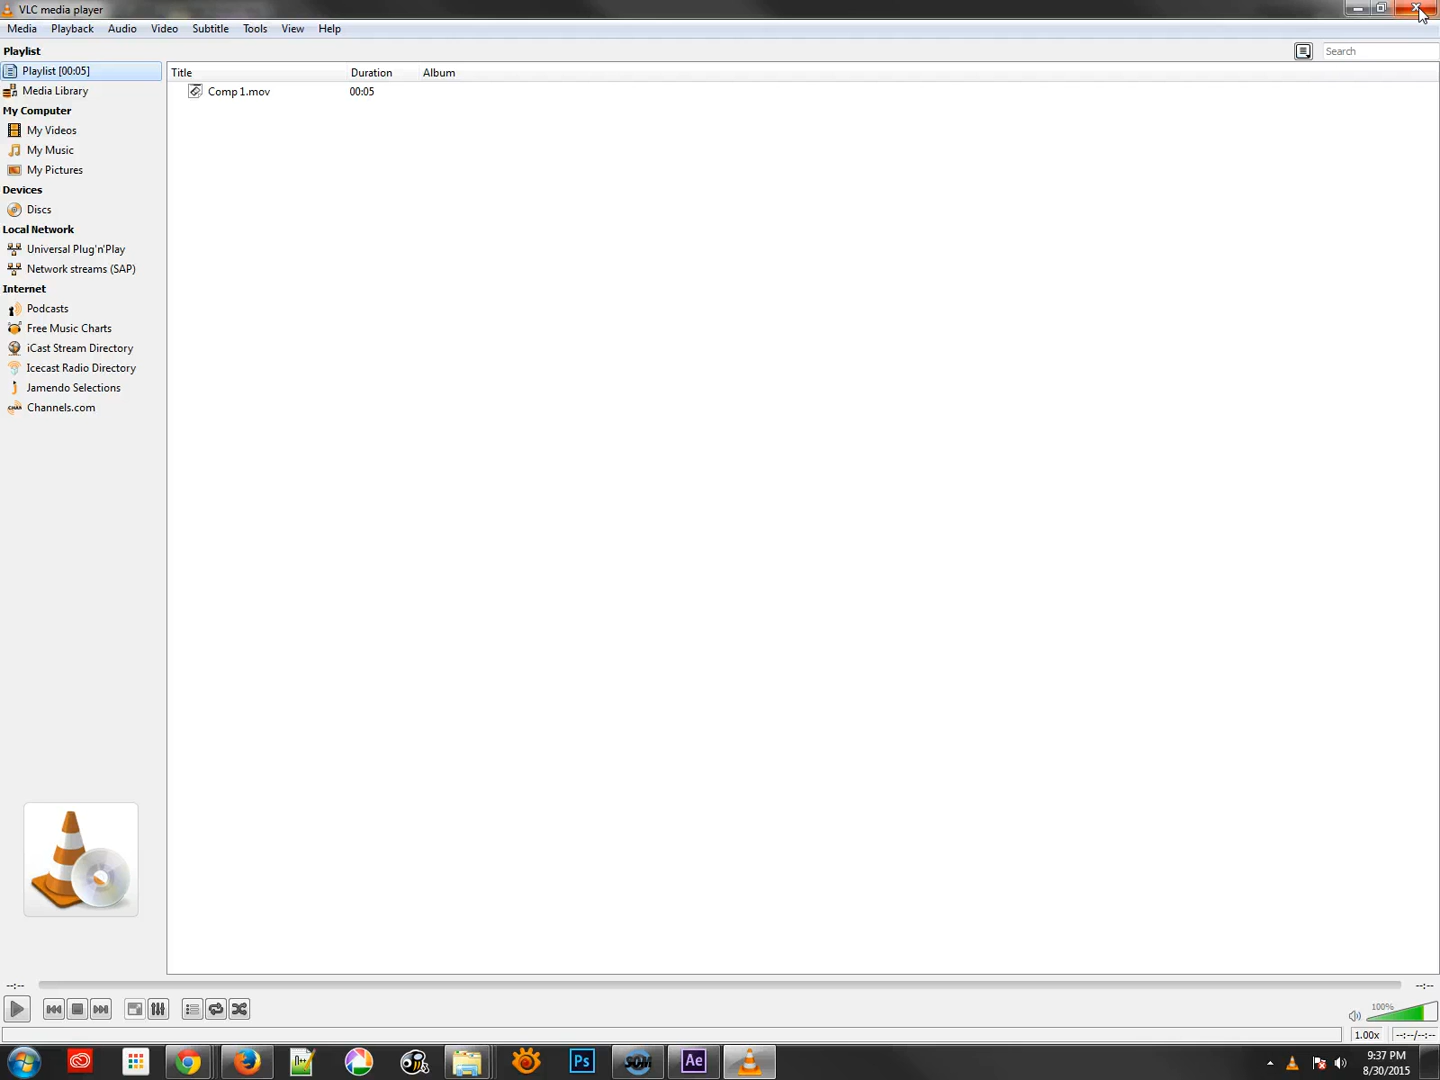 VLC media player
Media Playback Audio Video Subtitle Tools View Help
Playlist
Search
Playlist [00:05]
Title Duration Album
Comp 1.mov 00:05
Media Library
My Computer
My Videos
My Music
My Pictures
Devices
Discs
Local Network
Universal Plug'n'Play
Network streams (SAP)
Internet
Podcasts
Free Music Charts
iCast Stream Directory
Icecast Radio Directory
Jamendo Selections
Channels.com
--:-- --:--
100%
1.00x --:--/--:--
n++ Ps SOM Ae
9:37 PM
8/30/2015